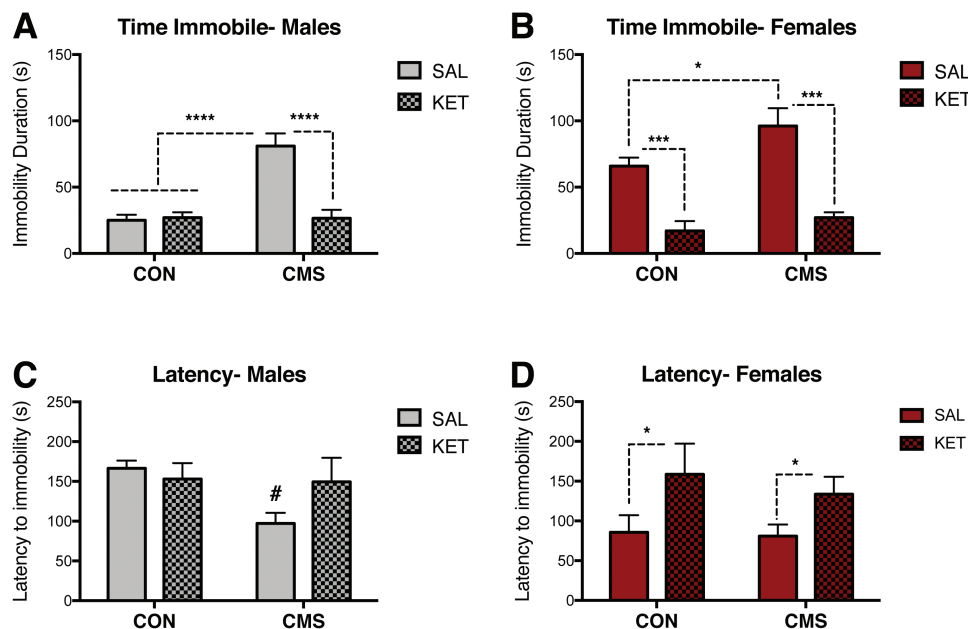 A
Time Immobile- Males
Immobility Duration (s)
150
100
50
0
****
****
CON
CMS
SAL
KET
B
Time Immobile- Females
Immobility Duration (s)
150
100
50
0
*
***
***
CON
CMS
SAL
KET
C
Latency- Males
Latency to immobility (s)
250
200
150
100
50
0
#
CON
CMS
SAL
KET
D
Latency- Females
Latency to immobility (s)
250
200
150
100
50
0
*
*
CON
CMS
SAL
KET